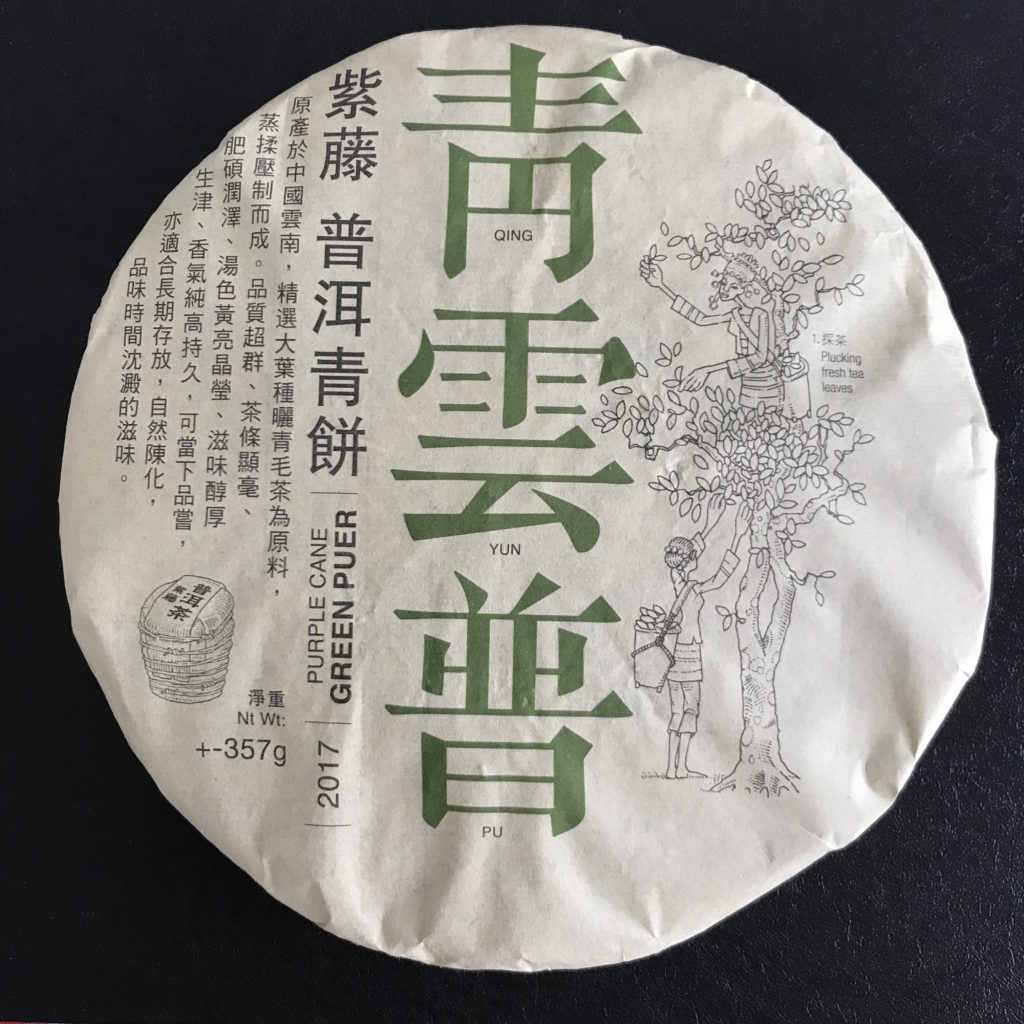 青雲普
QING
YUN
PU
紫藤 普洱青餅
PURPLE CANE
GREEN PUER
2017
原產於中國雲南，精選大葉種曬青毛茶為原料，
蒸揉壓制而成。品質超群、茶條顯毫、
肥碩潤澤、湯色黃亮晶瑩、滋味醇厚
生津、香氣純高持久，可當下品嘗，
亦適合長期存放，自然陳化，
品味時間沈澱的滋味。
紫藤
普洱茶
淨重
Nt Wt:
+-357g
1. 採茶
Plucking
fresh tea
leaves